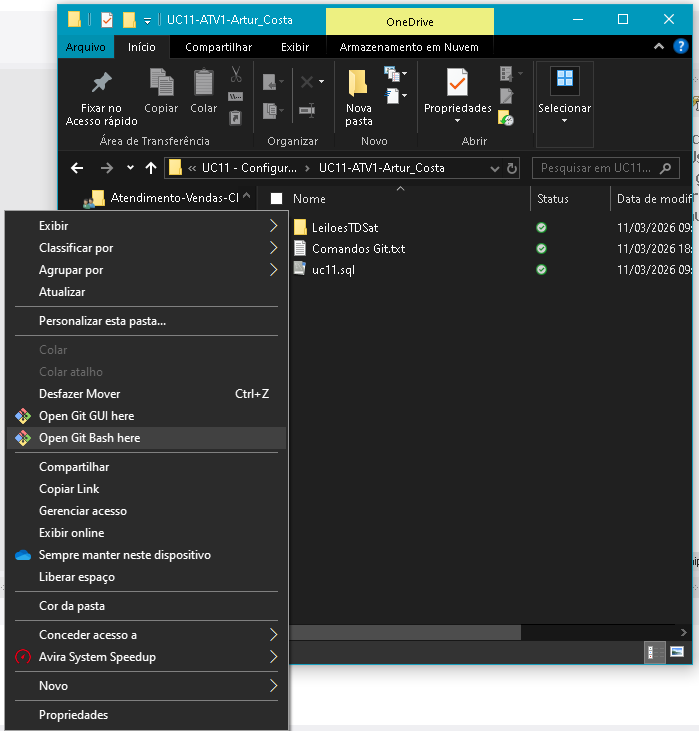 UC11-ATV1-Artur_Costa
OneDrive
Arquivo
Início
Compartilhar
Exibir
Armazenamento em Nuvem
Fixar no
Acesso rápido
Copiar
Colar
Nova
pasta
Propriedades
Selecionar
Área de Transferência
Organizar
Novo
Abrir
« UC11 - Configur... > UC11-ATV1-Artur_Costa
Pesquisar em UC11...
Atendimento-Vendas-Cl
Nome
Status
Data de modif
LeiloesTDSat
11/03/2026 09:
Comandos Git.txt
11/03/2026 18:
uc11.sql
11/03/2026 09:
Exibir
Classificar por
Agrupar por
Atualizar
Personalizar esta pasta...
Colar
Colar atalho
Desfazer Mover Ctrl+Z
Open Git GUI here
Open Git Bash here
Compartilhar
Copiar Link
Gerenciar acesso
Exibir online
Sempre manter neste dispositivo
Liberar espaço
Cor da pasta
Conceder acesso a
Avira System Speedup
Novo
Propriedades